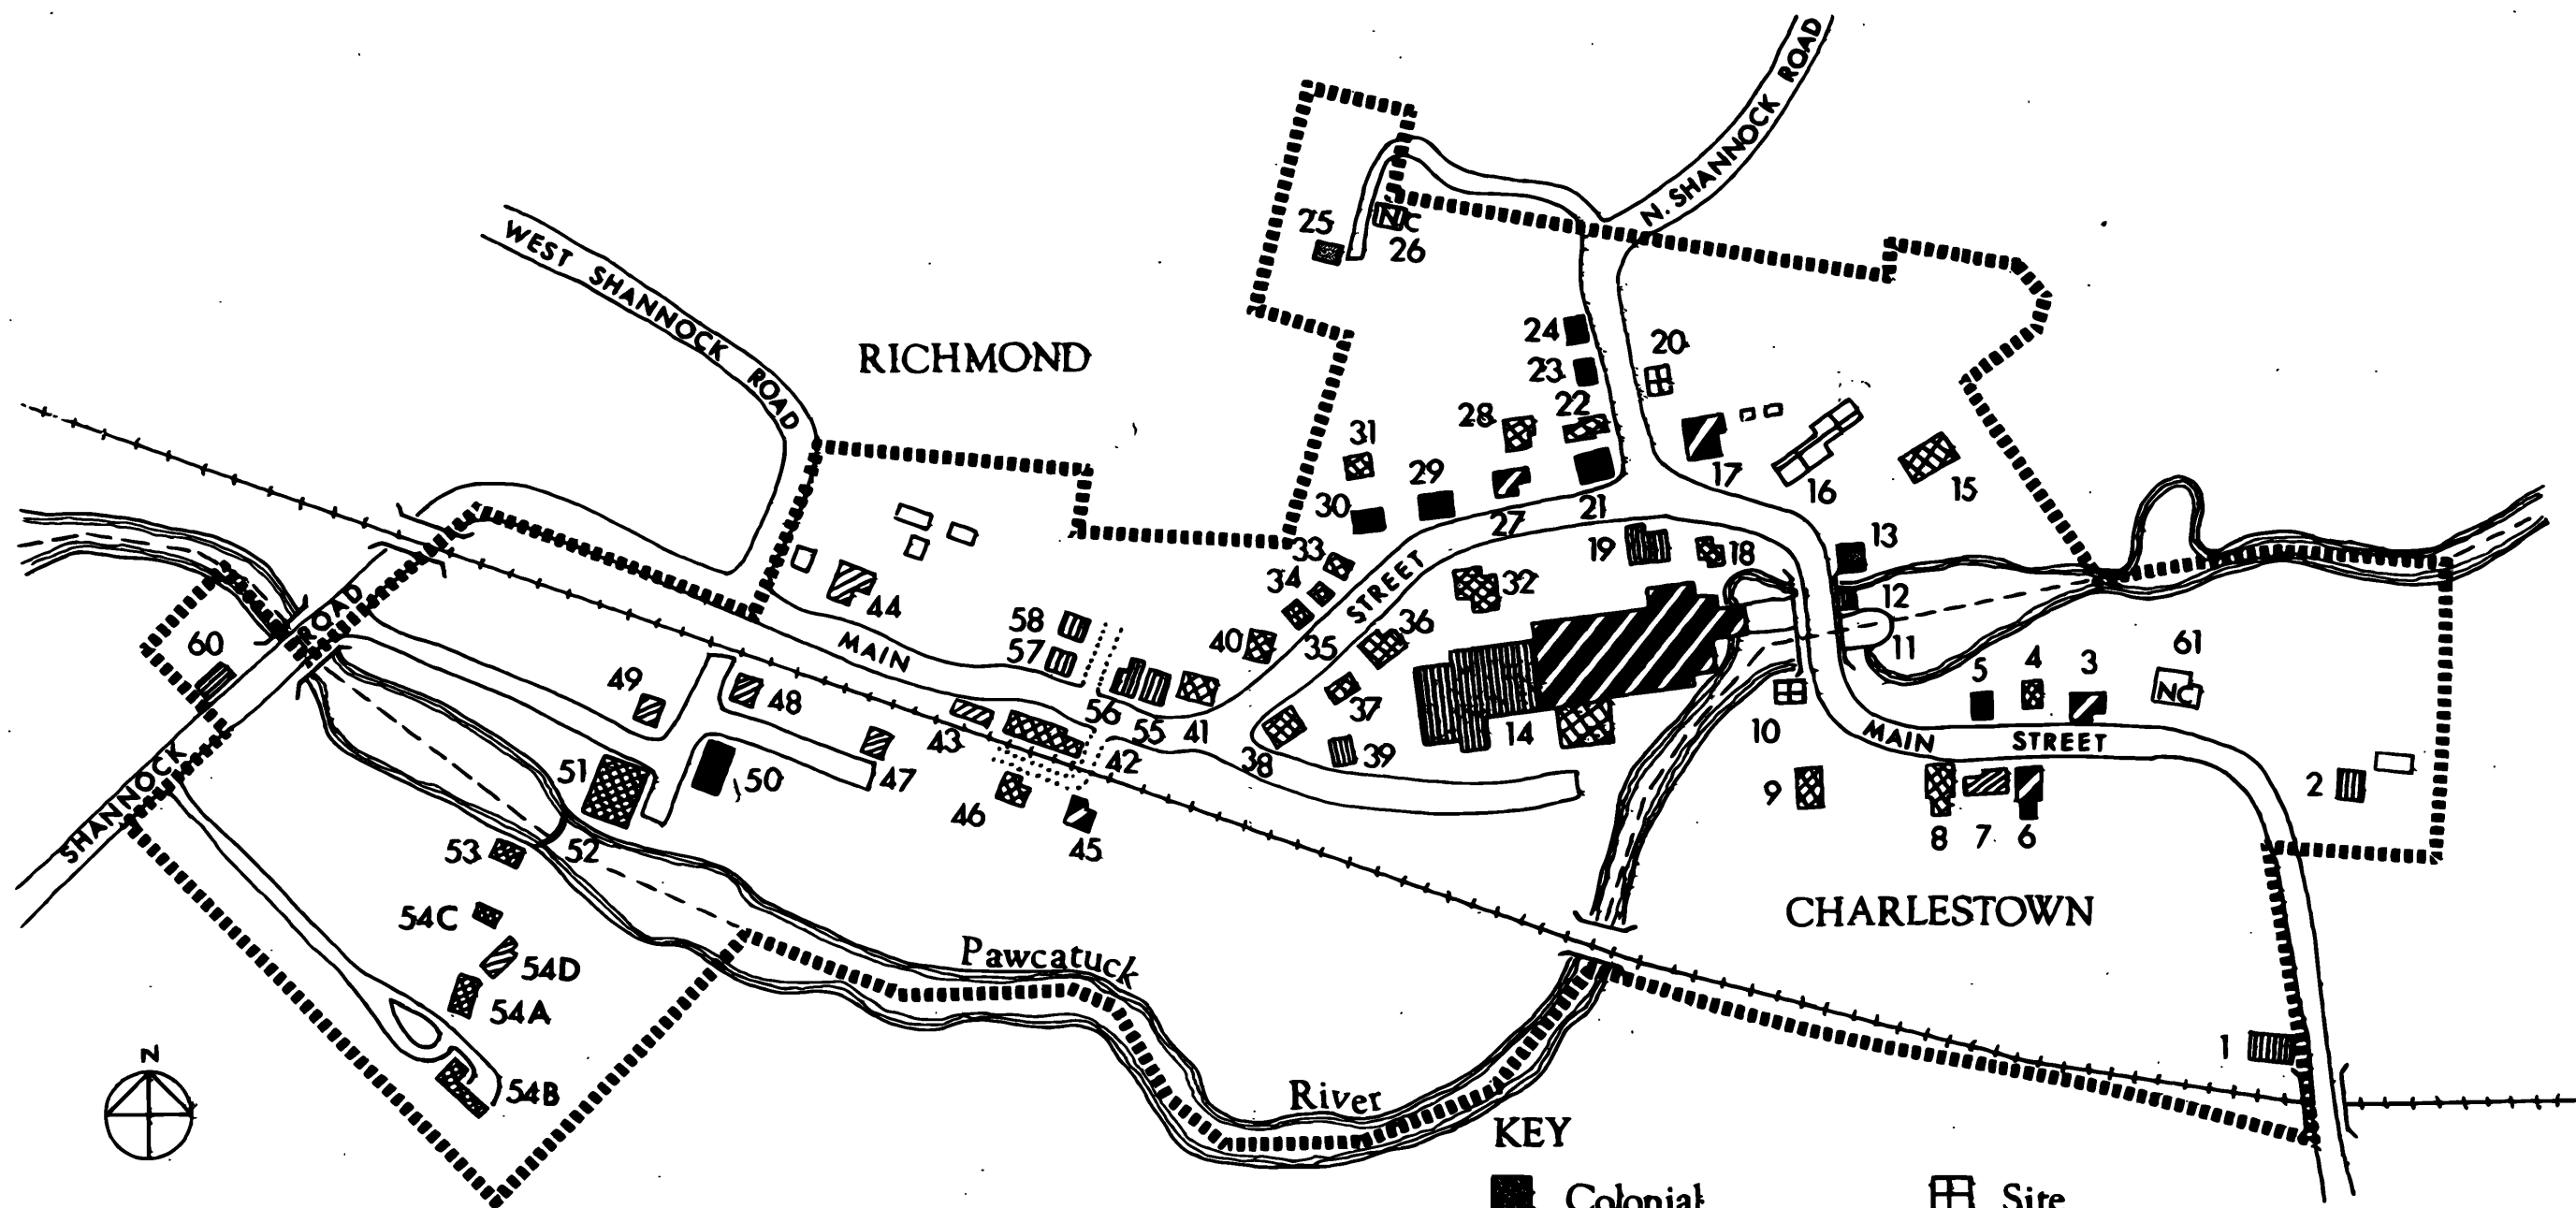 N. SHANNOCK ROAD
WEST SHANNOCK ROAD
RICHMOND
25
NC
26
24
20
23
22
28
31
29
30
27
21
17
16
15
13
33
19
18
34
STREET
32
12
44
58
MAIN
40
35
36
11
57
60
ROAD
61
49
48
5
4
3
NC
37
56
55
41
43
42
38
39
14
10
MAIN STREET
51
50
47
2
46
45
9
8
7
6
SHANNOCK
53
52
54C
54D
54A
54B
CHARLESTOWN
Pawcatuck
River
N
1
KEY
Colonial
Site